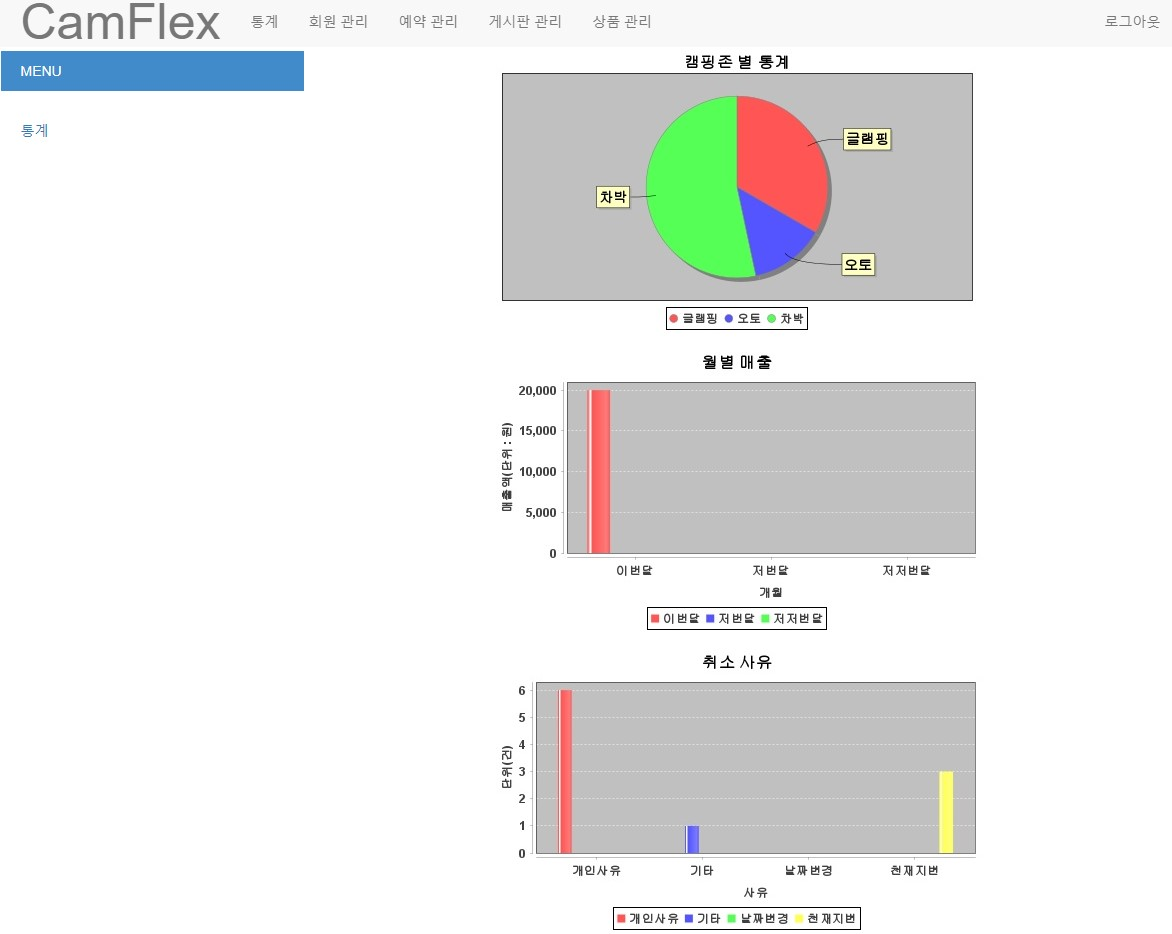 CamFlex 통계 회원 관리 예약 관리 게시판 관리 상품 관리 로그아웃
MENU
통계
캠핑존 별 통계
글램핑
차박
오토
글램핑 오토 차박
월별 매출
20,000
15,000
10,000
5,000
0
매출액(단위 : 원)
이번달 저번달 저저번달
개월
이번달 저번달 저저번달
취소 사유
6
5
4
3
2
1
0
단위(건)
개인사유 기타 날짜변경 천재지변
사유
개인사유 기타 날짜변경 천재지변